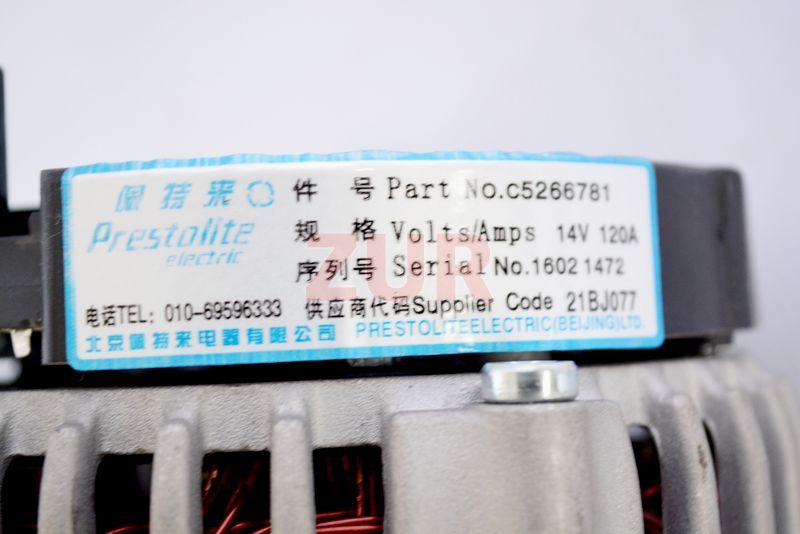 佩特来
Prestolite
electric
件 号 Part No.C5266781
规 格 Volts/Amps 14V 120A
序列号 Serial No.1602 1472
电话TEL: 010-69596333 供应商代码Supplier Code 21BJ077
北京佩特来电器有限公司 PRESTOLITEELECTRIC(BEIJING)LTD.
ZUR